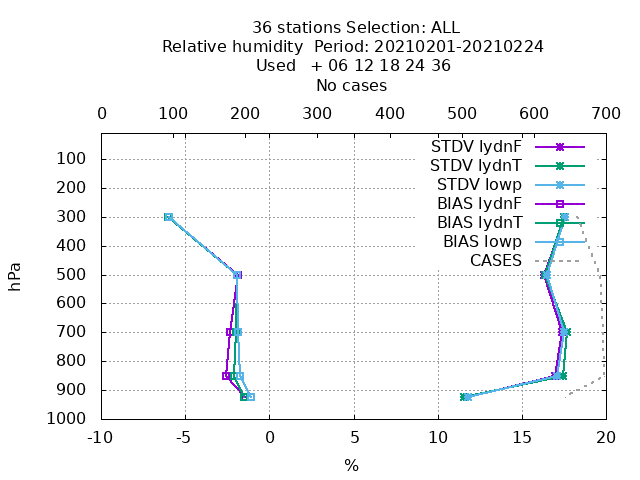 36 stations Selection: ALL
Relative humidity  Period: 20210201-20210224
Used   + 06 12 18 24 36
No cases
0 100 200 300 400 500 600 700
STDV lydnF
STDV lydnT
STDV lowp
BIAS lydnF
BIAS lydnT
BIAS lowp
CASES
100
200
300
400
500
600
700
800
900
1000
hPa
-10 -5 0 5 10 15 20
%